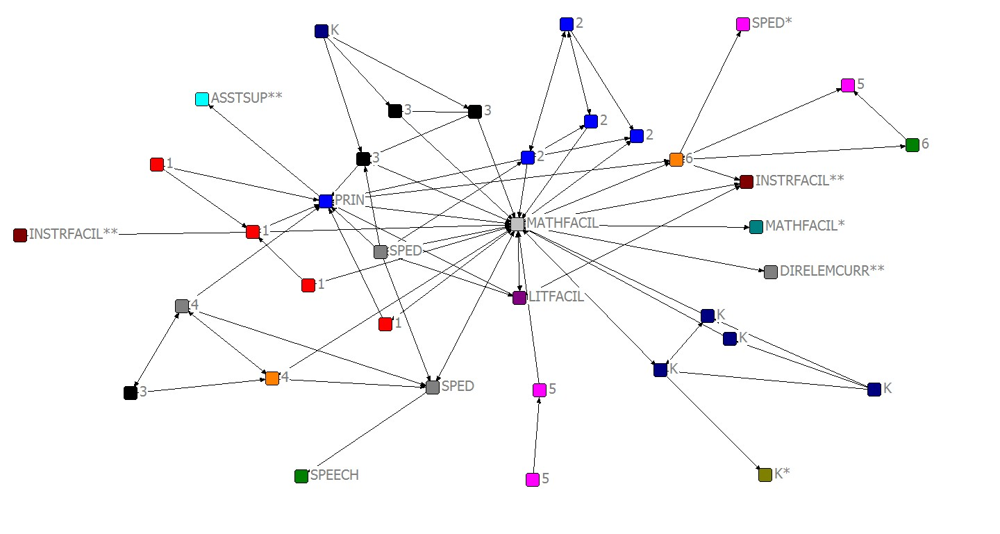 2
SPED*
K
5
ASSTSUP**
3
3
2
2
6
2
3
6
1
INSTRFACIL**
PRIN
MATHFACIL
MATHFACIL*
INSTRFACIL**
1
SPED
DIRELEMCURR**
1
LITFACIL
4
K
1
K
K
4
SPED
5
K
3
K*
SPEECH
5